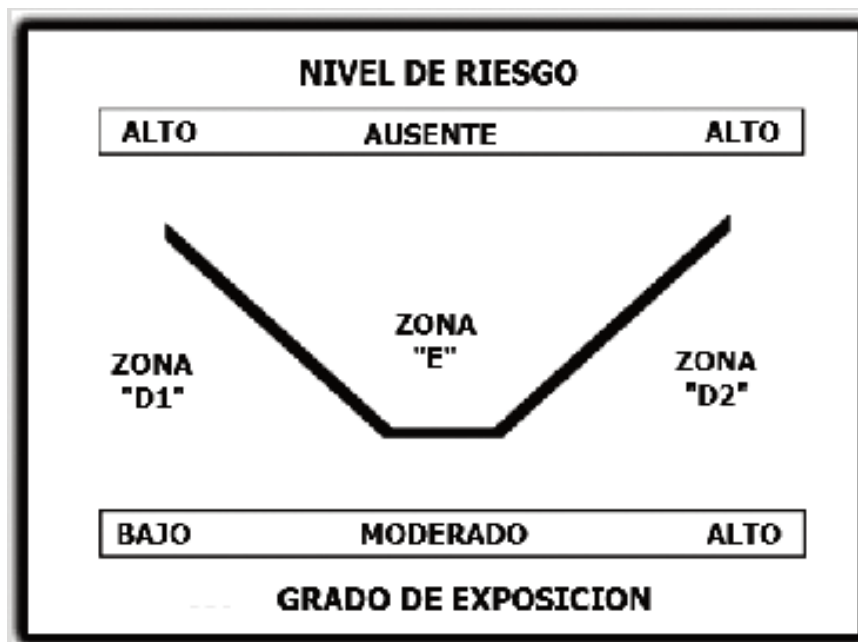 NIVEL DE RIESGO
ALTO AUSENTE ALTO
ZONA
"E"
ZONA
"D1"
ZONA
"D2"
BAJO MODERADO ALTO
GRADO DE EXPOSICION